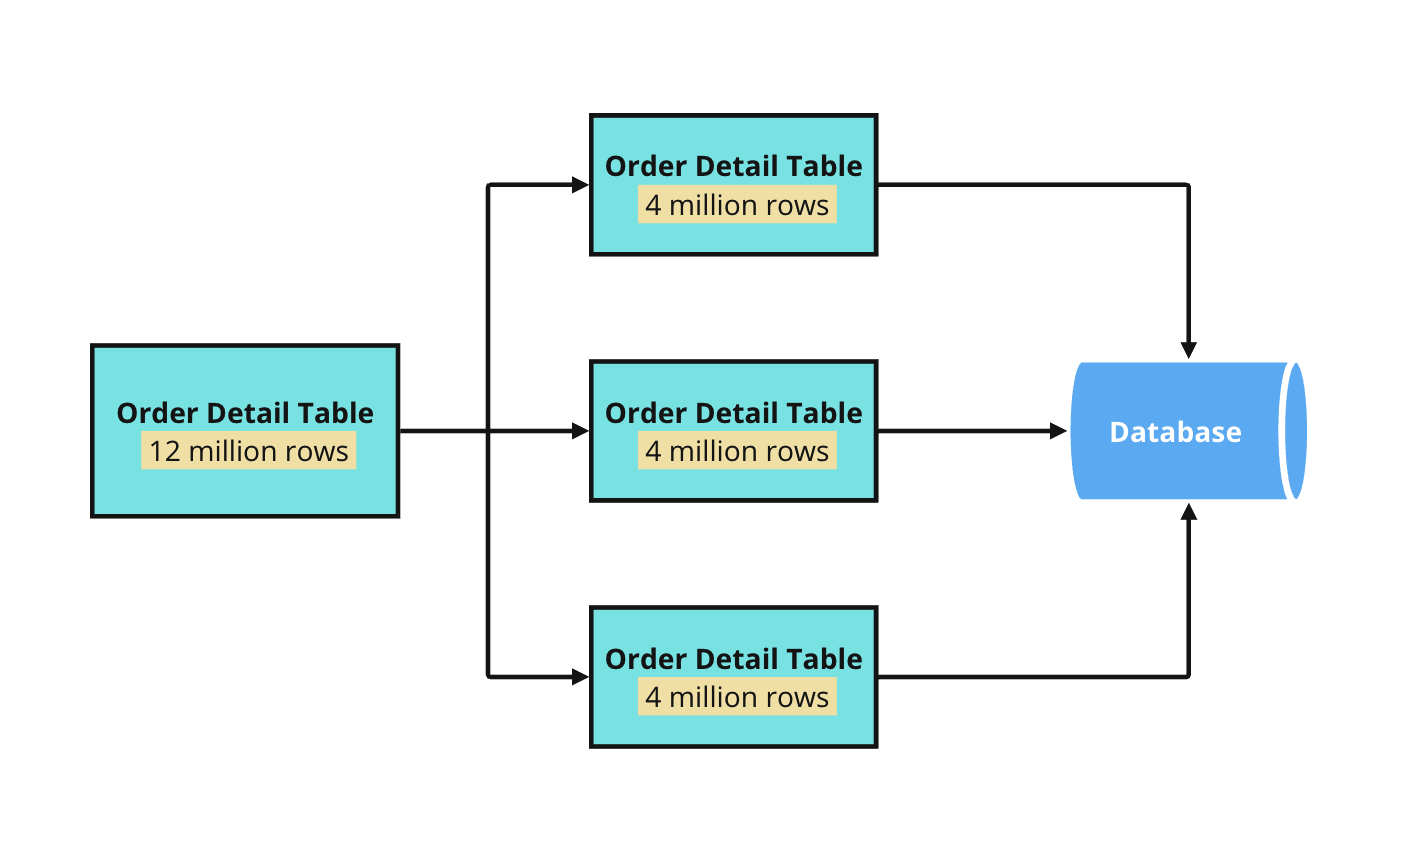 Order Detail Table
12 million rows
Order Detail Table
4 million rows
Order Detail Table
4 million rows
Order Detail Table
4 million rows
Database